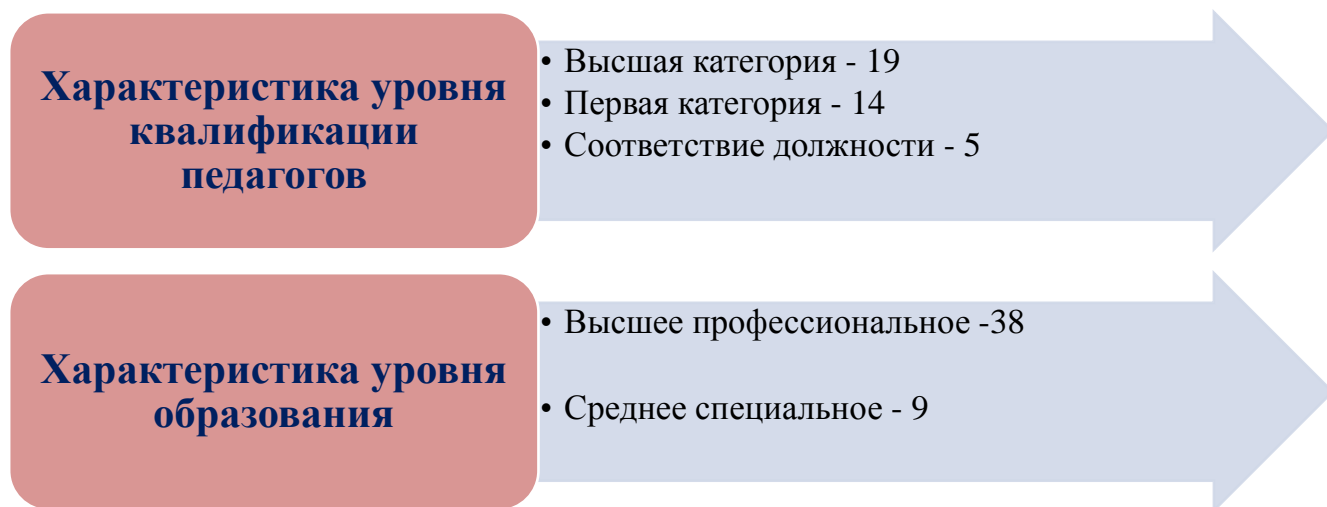 Характеристика уровня
квалификации
педагогов
• Высшая категория - 19
• Первая категория - 14
• Соответствие должности - 5
Характеристика уровня
образования
• Высшее профессиональное -38
• Среднее специальное - 9